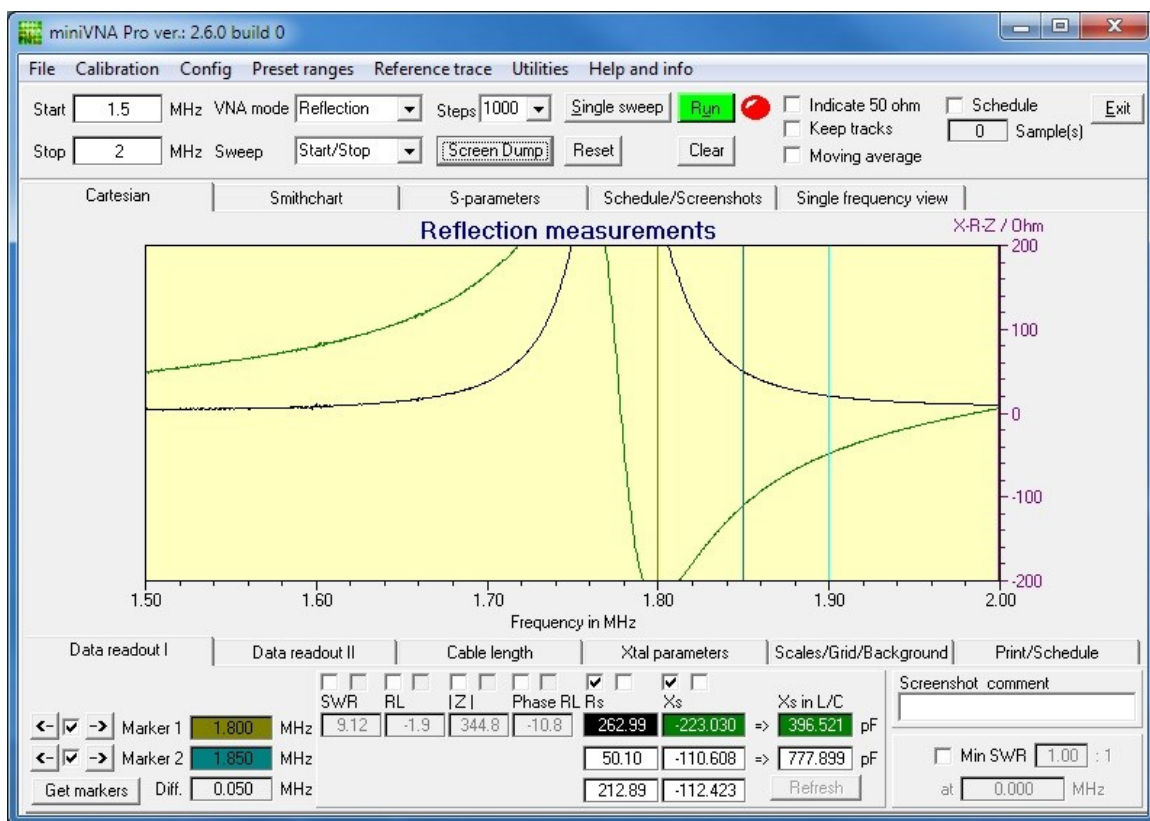 miniVNA Pro ver.: 2.6.0 build 0
File Calibration Config Preset ranges Reference trace Utilities Help and info
Start 1.5 MHz VNA mode Reflection Steps 1000 Single sweep Run Indicate 50 ohm Schedule Exit
Keep tracks 0 Sample(s)
Stop 2 MHz Sweep Start/Stop Screen Dump Reset Clear Moving average
Cartesian Smithchart S-parameters Schedule/Screenshots Single frequency view
Reflection measurements X-R-Z / Ohm
200
100
0
-100
-200
1.50 1.60 1.70 1.80 1.90 2.00
Frequency in MHz
Data readout I Data readout II Cable length Xtal parameters Scales/Grid/Background Print/Schedule
Screenshot comment
SWR RL |Z| Phase RL Rs Xs Xs in L/C
<- -> Marker 1 1.800 MHz 9.12 -1.9 344.8 -10.8 262.99 -223.030 => 396.521 pF
<- -> Marker 2 1.850 MHz 50.10 -110.608 => 777.899 pF Min SWR 1.00 : 1
Get markers Diff. 0.050 MHz 212.89 -112.423 Refresh at 0.000 MHz